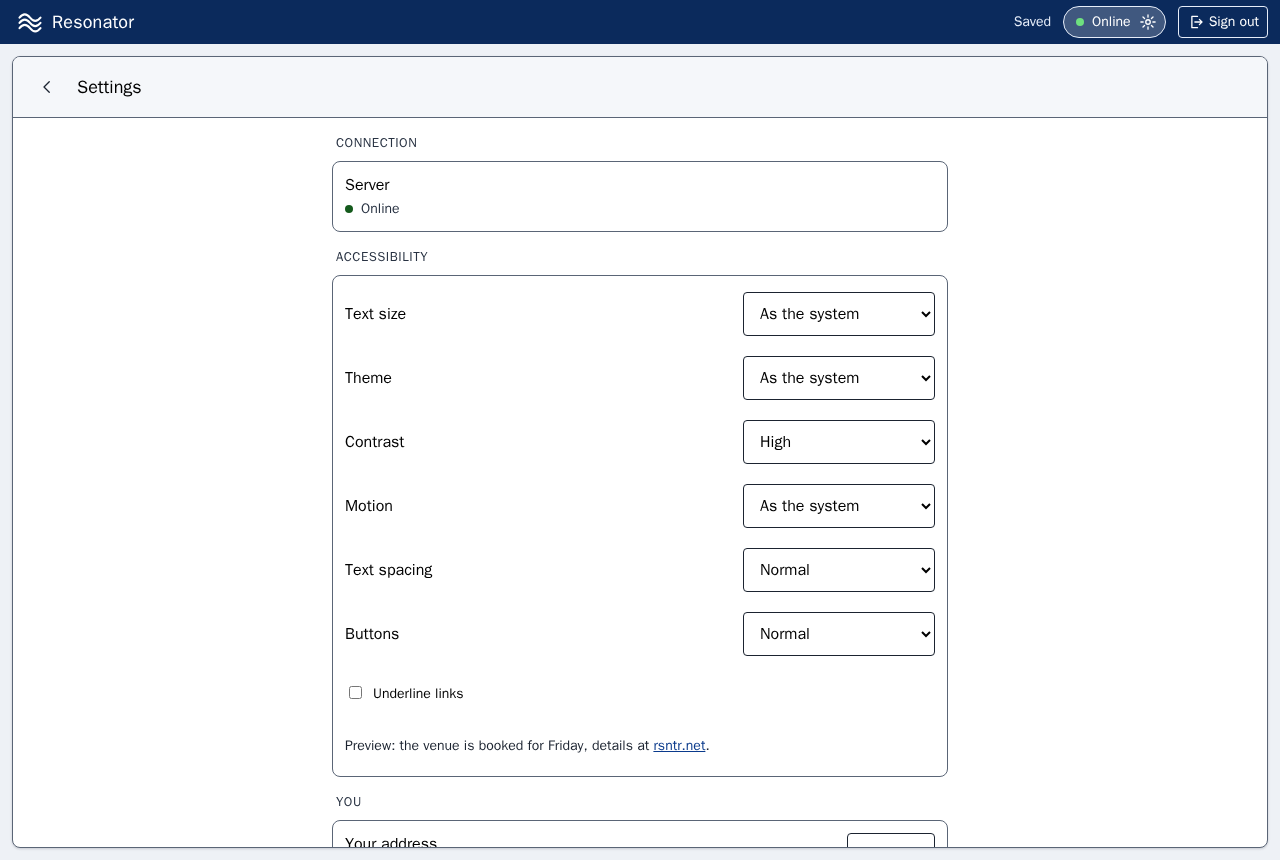 Resonator
Saved
Online
Sign out
Settings
CONNECTION
Server
Online
ACCESSIBILITY
Text size
As the system
Theme
As the system
Contrast
High
Motion
As the system
Text spacing
Normal
Buttons
Normal
Underline links
Preview: the venue is booked for Friday, details at rsntr.net.
YOU
Your address